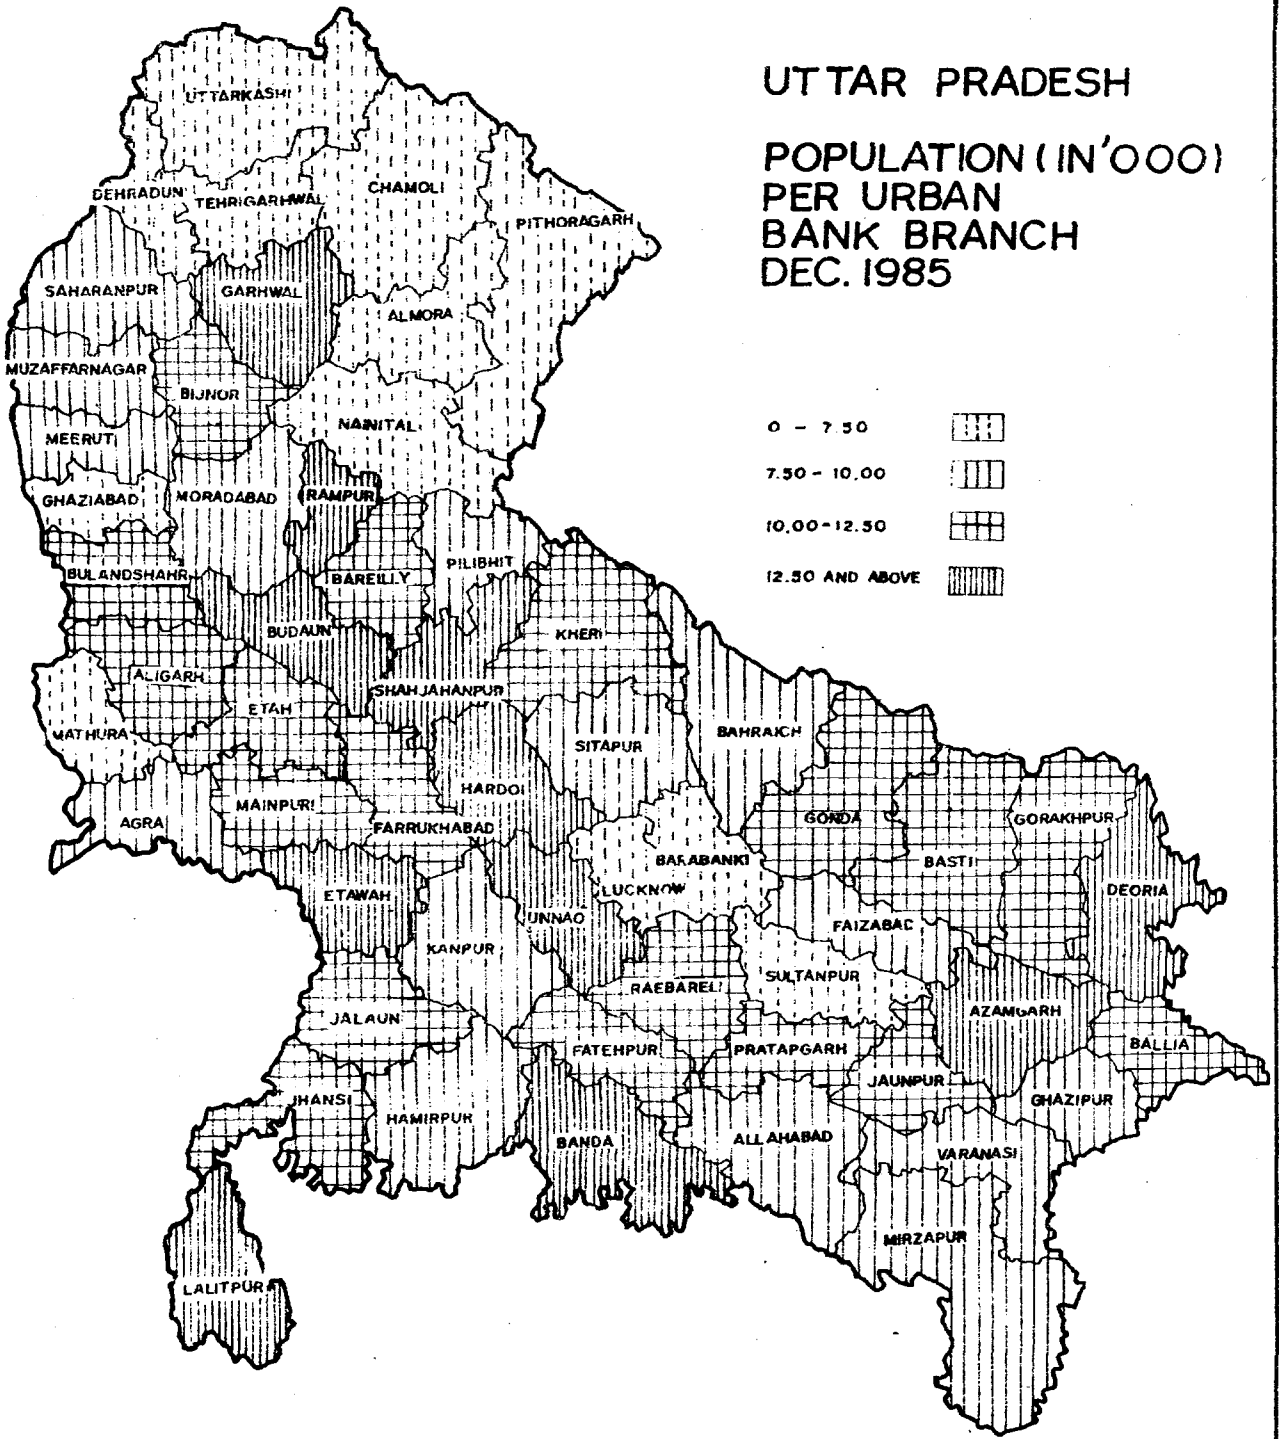 UTTAR PRADESH
POPULATION (IN '000)
PER URBAN
BANK BRANCH
DEC. 1985
0 - 7.50
7.50 - 10.00
10.00 - 12.50
12.50 AND ABOVE
UTTARKASHI
DEHRADUN
TEHRIGARHWAL
CHAMOLI
PITHORAGARH
SAHARANPUR
GARHWAL
ALMORA
MUZAFFARNAGAR
BIJNOR
NAINITAL
MEERUT
GHAZIABAD
MORADABAD
RAMPUR
BULANDSHAHR
BAREILLY
PILIBHIT
BUDAUN
KHERI
ALIGARH
SHAHJAHANPUR
ETAH
MATHURA
SITAPUR
BAHRAICH
HARDOI
MAINPURI
AGRA
FARRUKHABAD
GONDA
GORAKHPUR
BARABANKI
BASTI
LUCKNOW
DEORIA
ETAWAH
UNNAO
FAIZABAD
KANPUR
SULTANPUR
RAEBARELI
JALAUN
AZAMGARH
FATEHPUR
PRATAPGARH
BALLIA
JAUNPUR
JHANSI
GHAZIPUR
HAMIRPUR
BANDA
ALLAHABAD
VARANASI
MIRZAPUR
LALITPUR